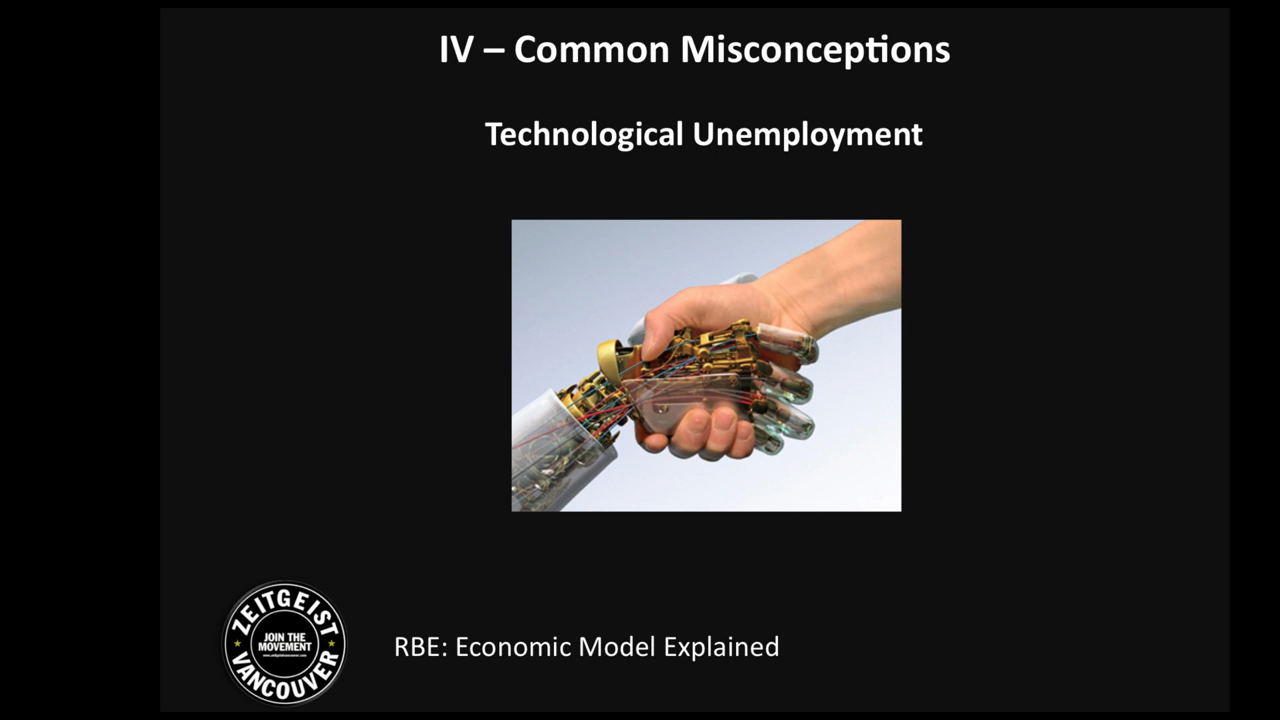 IV – Common Misconceptions
Technological Unemployment
ZEITGEIST
JOIN THE
MOVEMENT
VANCOUVER
RBE: Economic Model Explained